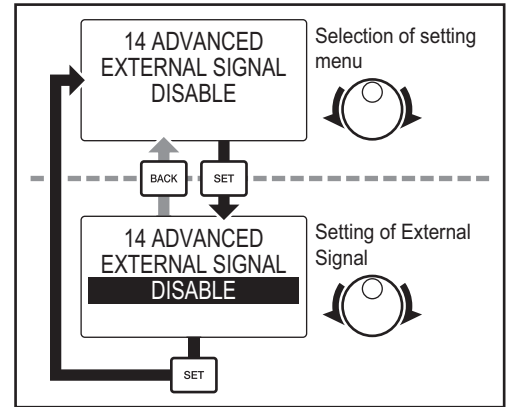 14 ADVANCED
EXTERNAL SIGNAL
DISABLE
Selection of setting
menu
BACK
SET
14 ADVANCED
EXTERNAL SIGNAL
DISABLE
Setting of External
Signal
SET